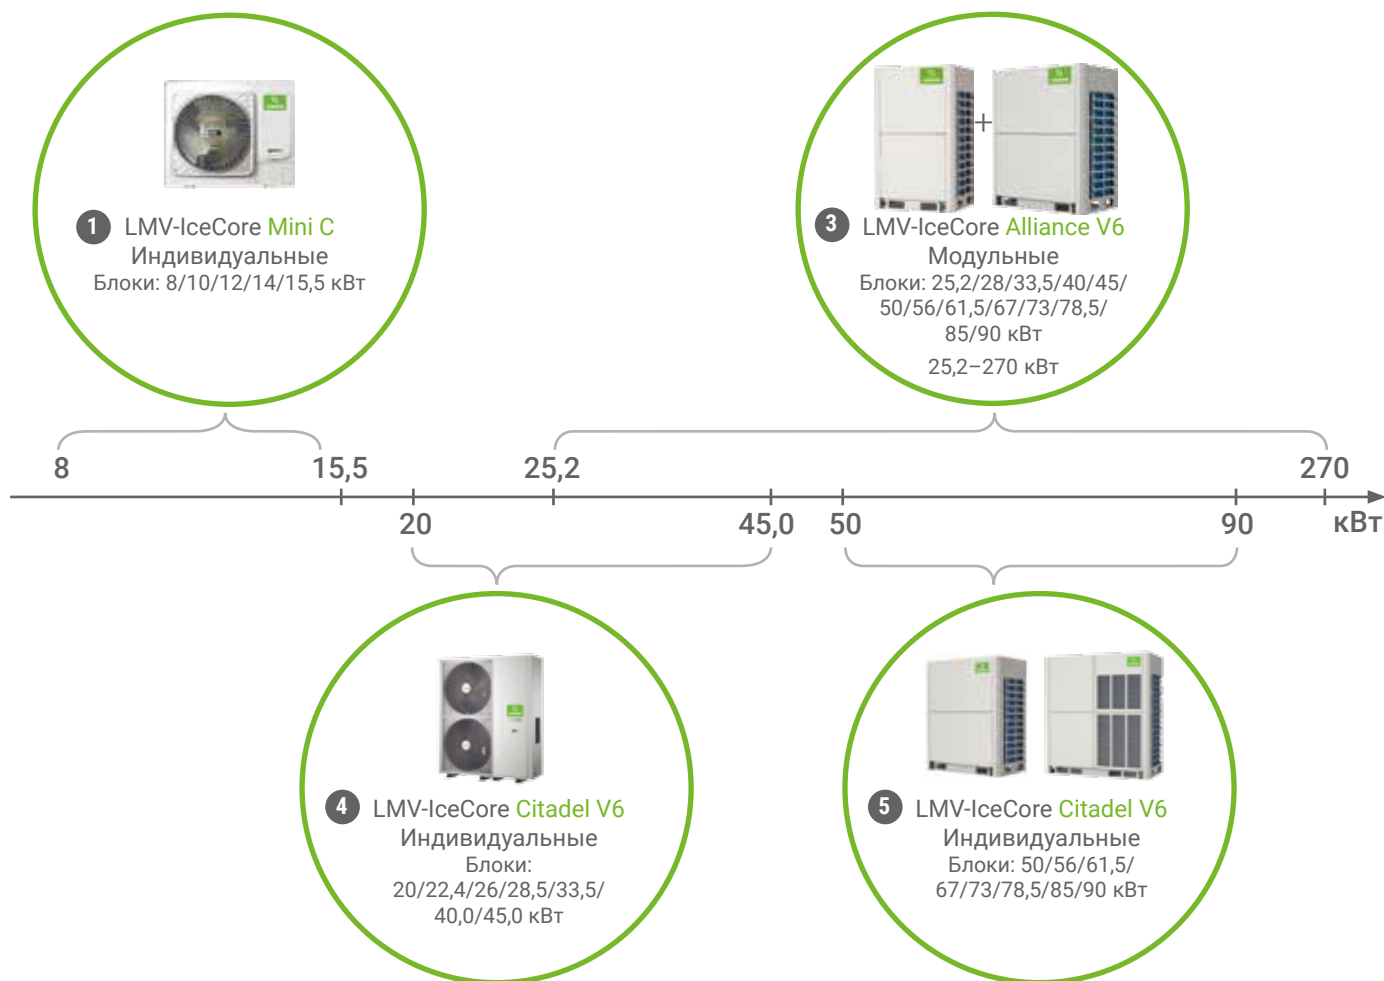 1 LMV-IceCore Mini C
Индивидуальные
Блоки: 8/10/12/14/15,5 кВт
+
3 LMV-IceCore Alliance V6
Модульные
Блоки: 25,2/28/33,5/40/45/
50/56/61,5/67/73/78,5/
85/90 кВт
25,2–270 кВт
8 15,5 25,2 270
20 45,0 50 90 кВт
4 LMV-IceCore Citadel V6
Индивидуальные
Блоки:
20/22,4/26/28,5/33,5/
40,0/45,0 кВт
5 LMV-IceCore Citadel V6
Индивидуальные
Блоки: 50/56/61,5/
67/73/78,5/85/90 кВт